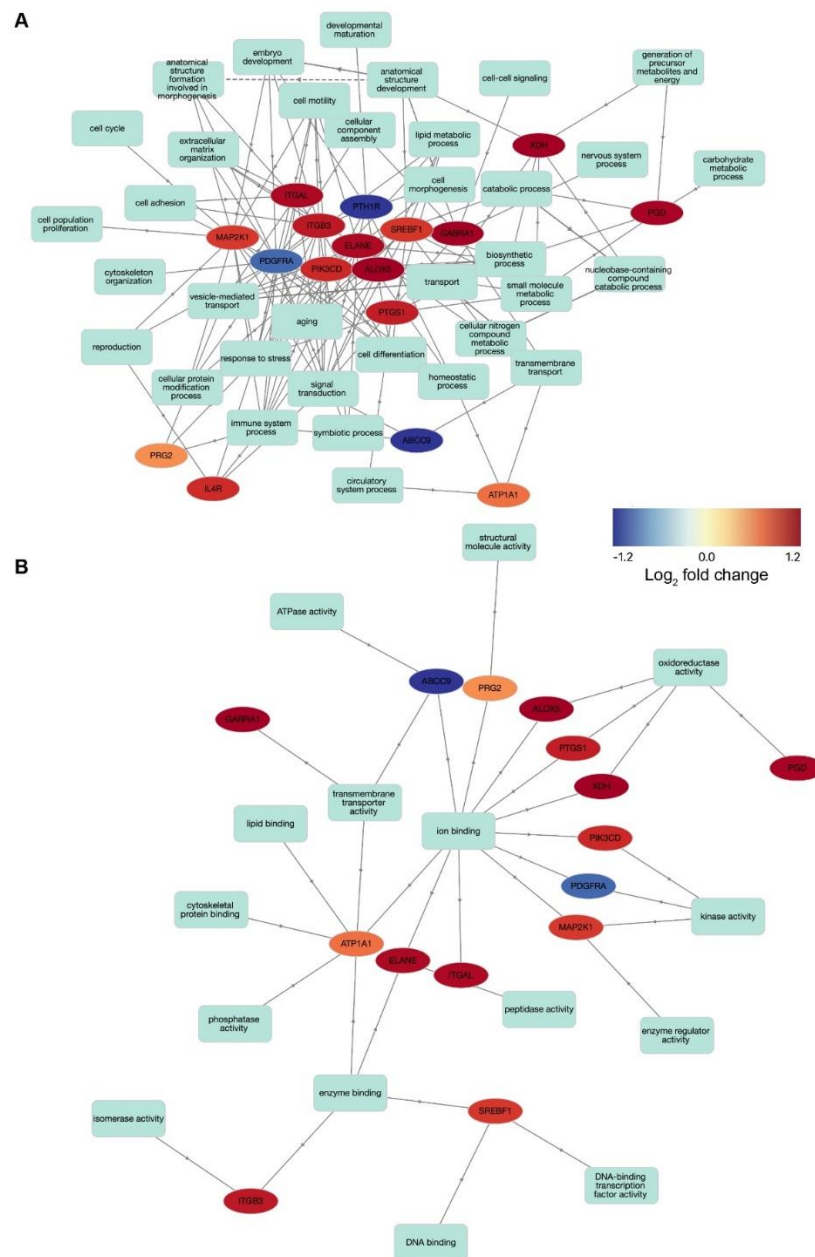 A
developmental
maturation
embryo
development
anatomical
structure
formation
involved in
morphogenesis
anatomical
structure
development
cell-cell signaling
generation of
precursor
metabolites and
energy
cell motility
cell cycle
cellular
component
assembly
lipid metabolic
process
extracellular
matrix
organization
XDH
nervous system
process
carbohydrate
metabolic process
cell
morphogenesis
catabolic process
ITGAL
PTH1R
cell adhesion
PGD
cell population
proliferation
ITGB3
SREBF1
GABRA1
MAP2K1
ELANE
biosynthetic
process
PDGFRA
PIK3CD
ALOX5
cytoskeleton
organization
nucleobase-containing
compound
catabolic process
transport
vesicle-mediated
transport
small molecule
metabolic process
PTGS1
aging
cellular nitrogen
compound
metabolic process
reproduction
response to stress
cell differentiation
transmembrane
transport
cellular protein
modification
process
signal
transduction
homeostatic
process
immune system
process
symbiotic process
ABCC9
PRG2
circulatory
system process
IL4R
ATP1A1
-1.2
0.0
1.2
Log2 fold change
B
structural
molecule activity
ATPase activity
oxidoreductase
activity
ABCC9
PRG2
ALOX5
GABRA1
PTGS1
PGD
XDH
transmembrane
transporter
activity
lipid binding
ion binding
PIK3CD
PDGFRA
cytoskeletal
protein binding
kinase activity
MAP2K1
ATP1A1
ELANE
ITGAL
phosphatase
activity
peptidase activity
enzyme regulator
activity
enzyme binding
isomerase activity
SREBF1
DNA-binding
transcription
factor activity
ITGB3
DNA binding